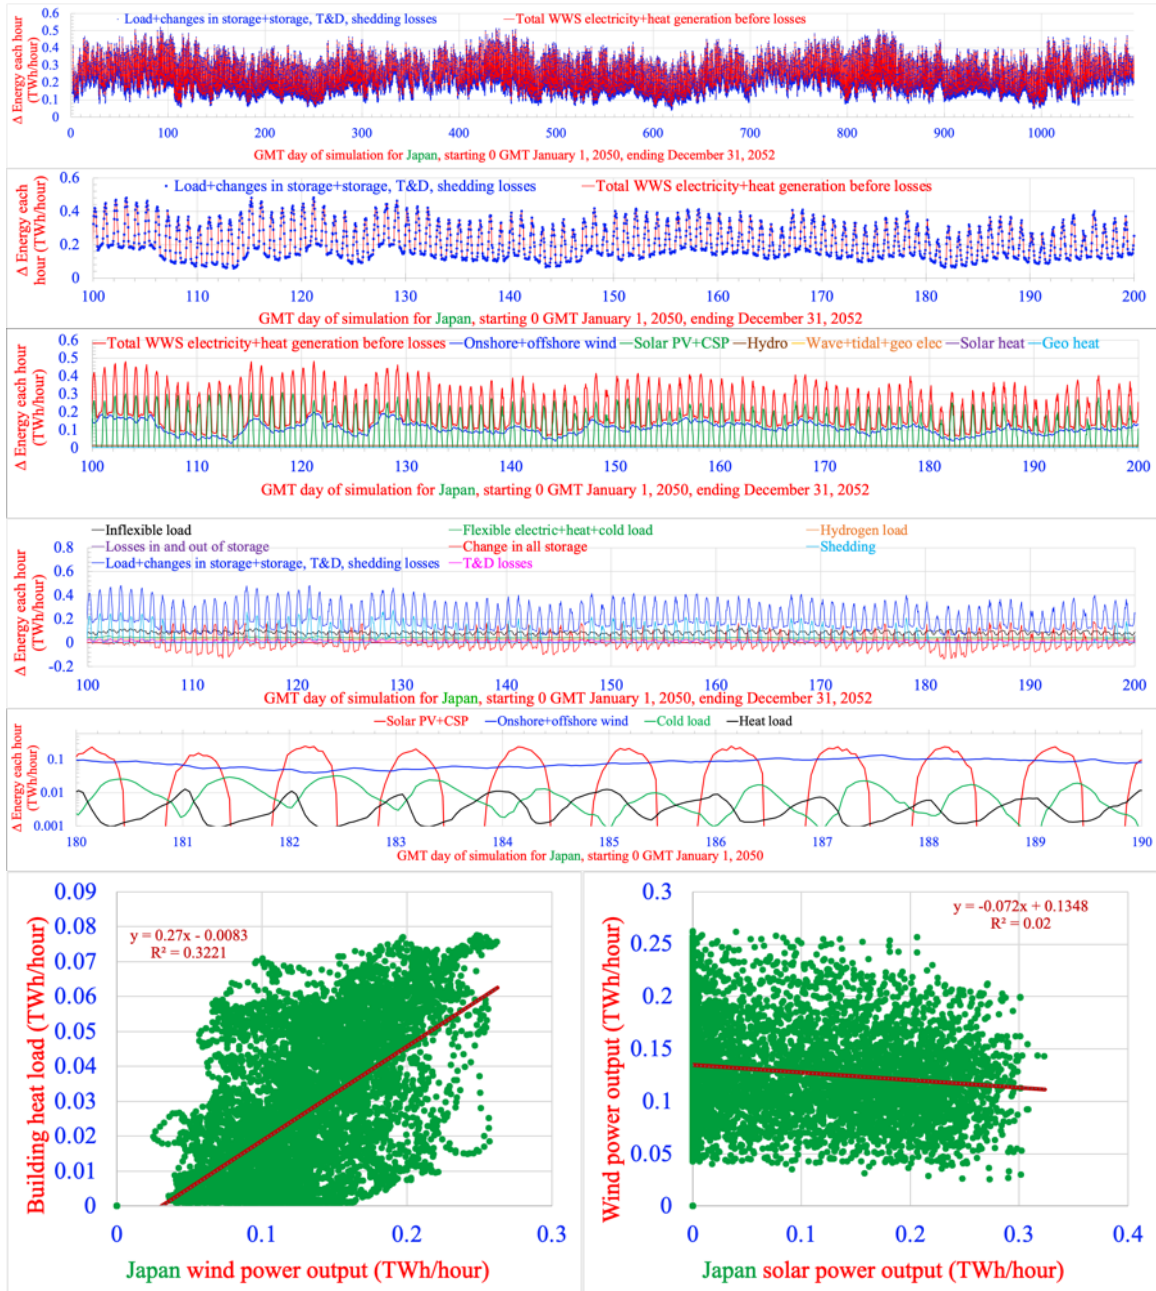 Load+changes in storage+storage, T&D, shedding losses
Total WWS electricity+heat generation before losses
Δ Energy each hour
(TWh/hour)
0.6
0.5
0.4
0.3
0.2
0.1
0
0 100 200 300 400 500 600 700 800 900 1000
GMT day of simulation for Japan, starting 0 GMT January 1, 2050, ending December 31, 2052
Load+changes in storage+storage, T&D, shedding losses
Total WWS electricity+heat generation before losses
Δ Energy each
hour (TWh/hour)
0.6
0.4
0.2
0
100 110 120 130 140 150 160 170 180 190 200
GMT day of simulation for Japan, starting 0 GMT January 1, 2050, ending December 31, 2052
Total WWS electricity+heat generation before losses Onshore+offshore wind Solar PV+CSP Hydro Wave+tidal+geo elec Solar heat Geo heat
Δ Energy each hour
(TWh/hour)
0.6
0.5
0.4
0.3
0.2
0.1
0
100 110 120 130 140 150 160 170 180 190 200
GMT day of simulation for Japan, starting 0 GMT January 1, 2050, ending December 31, 2052
Inflexible load Flexible electric+heat+cold load Hydrogen load
Losses in and out of storage Change in all storage Shedding
Load+changes in storage+storage, T&D, shedding losses T&D losses
Δ Energy each hour
(TWh/hour)
0.8
0.6
0.4
0.2
0
-0.2
100 110 120 130 140 150 160 170 180 190 200
GMT day of simulation for Japan, starting 0 GMT January 1, 2050, ending December 31, 2052
Solar PV+CSP Onshore+offshore wind Cold load Heat load
Δ Energy each hour
(TWh/hour)
0.1
0.01
0.001
180 181 182 183 184 185 186 187 188 189 190
GMT day of simulation for Japan, starting 0 GMT January 1, 2050
Building heat load (TWh/hour)
0.09
0.08
0.07
0.06
0.05
0.04
0.03
0.02
0.01
0
y = 0.27x - 0.0083
R² = 0.3221
0 0.1 0.2 0.3
Japan wind power output (TWh/hour)
Wind power output (TWh/hour)
0.3
0.25
0.2
0.15
0.1
0.05
0
y = -0.072x + 0.1348
R² = 0.02
0 0.1 0.2 0.3 0.4
Japan solar power output (TWh/hour)